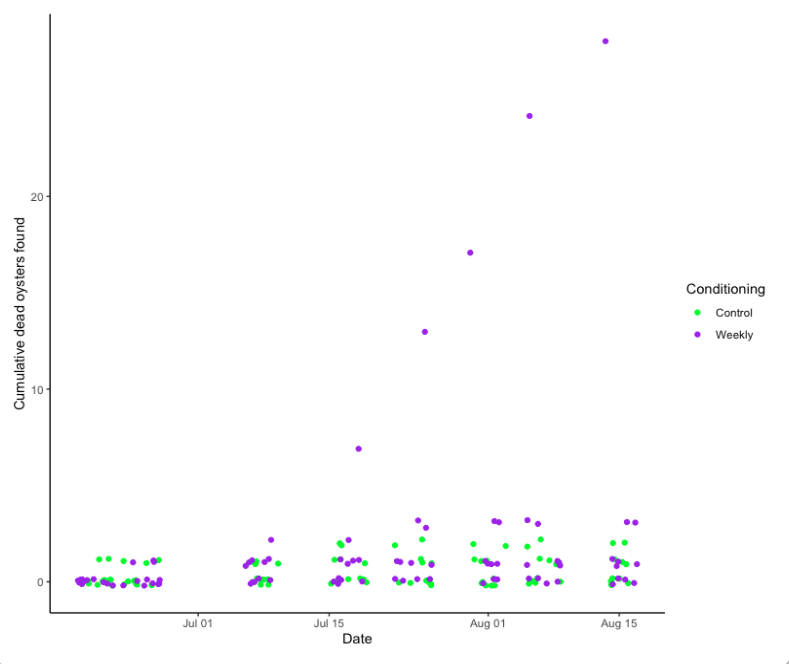 Cumulative dead oysters found
20
10
0
Jul 01
Jul 15
Aug 01
Aug 15
Date
Conditioning
Control
Weekly